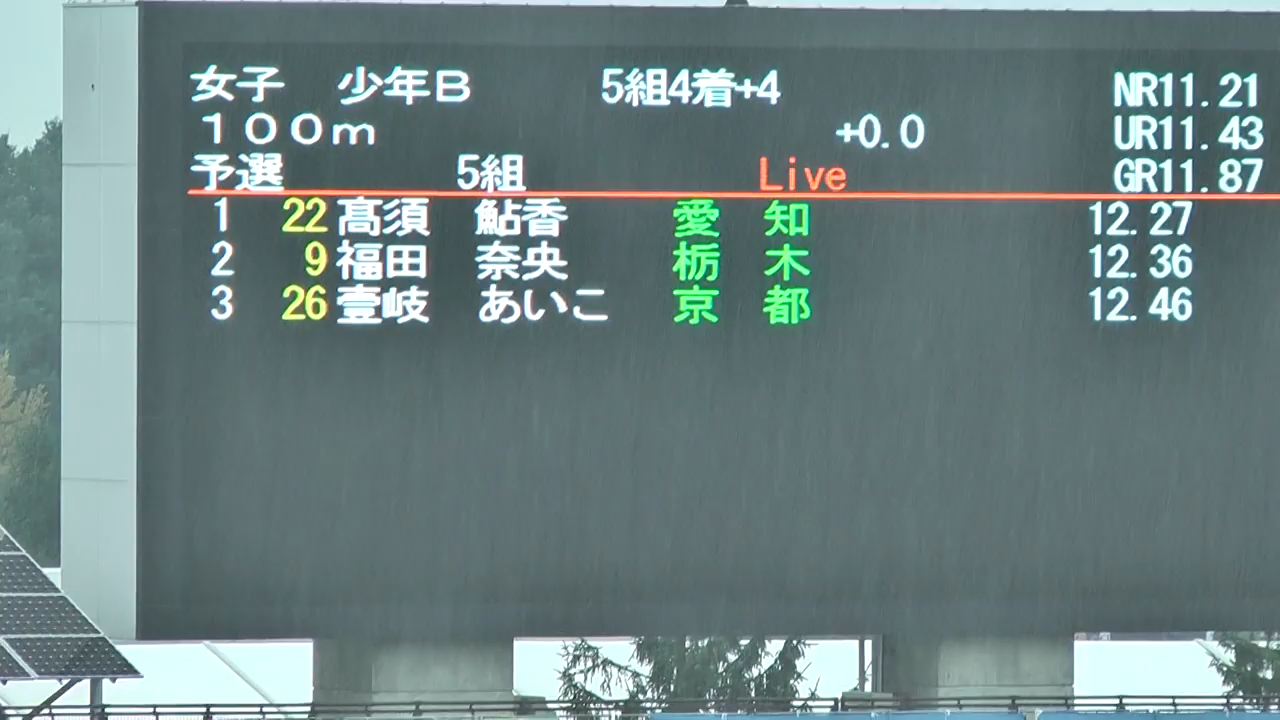 女子 少年B 5組4着+4 NR11.21
100m +0.0 UR11.43
予選 5組 Live GR11.87
1 22 髙須 鮎香 愛知 12.27
2 9 福田 奈央 栃木 12.36
3 26 壹岐 あいこ 京都 12.46